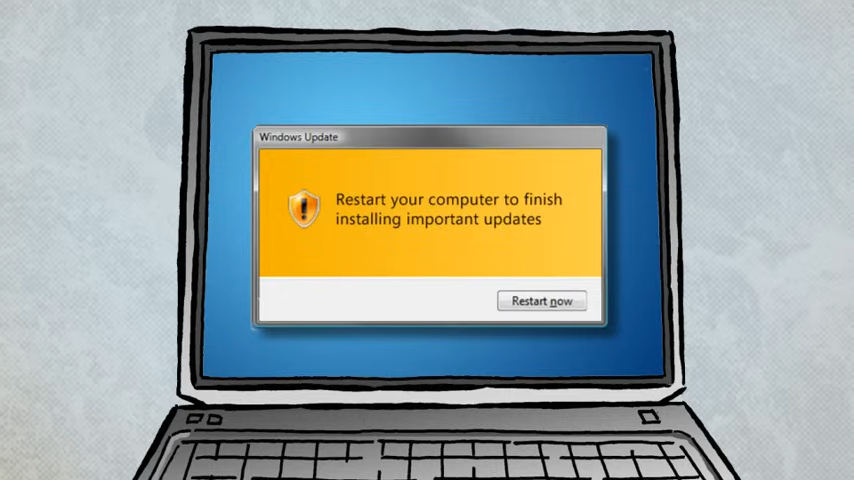 Windows Update
Restart your computer to finish
installing important updates
Restart now